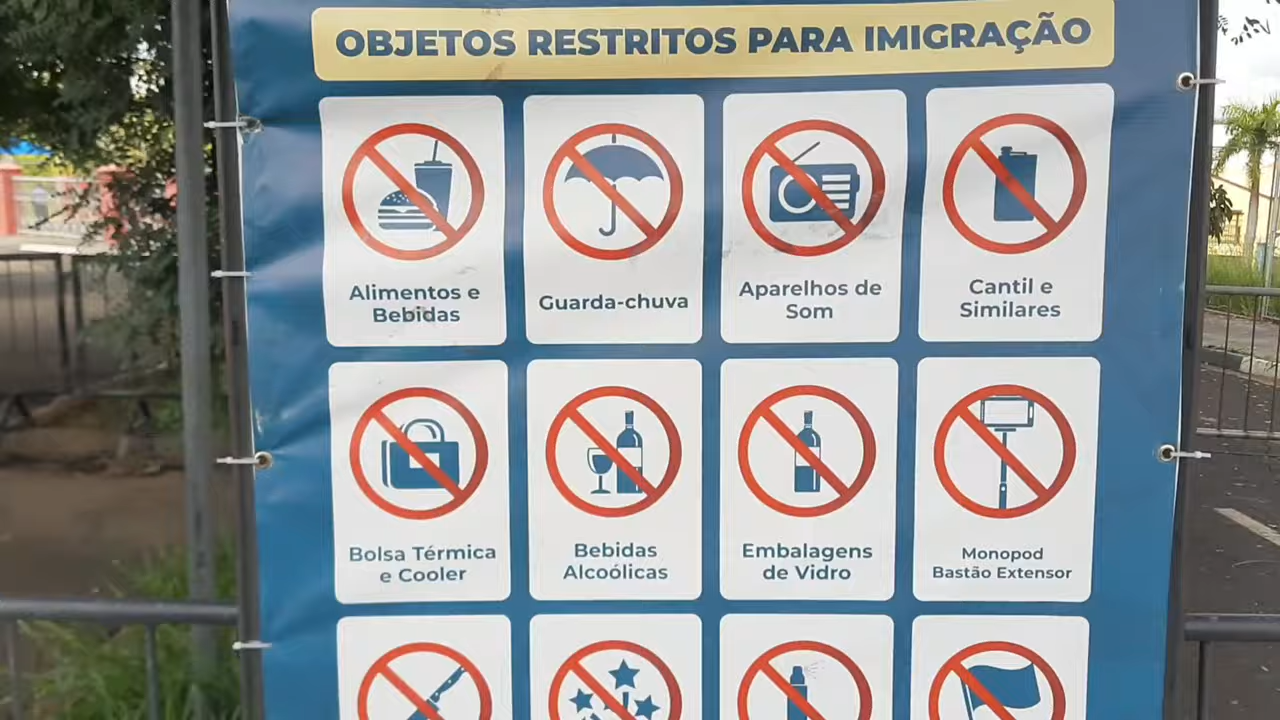 OBJETOS RESTRITOS PARA IMIGRAÇÃO
Alimentos e
Bebidas
Guarda-chuva
Aparelhos de
Som
Cantil e
Similares
Bolsa Térmica
e Cooler
Bebidas
Alcoólicas
Embalagens
de Vidro
Monopod
Bastão Extensor